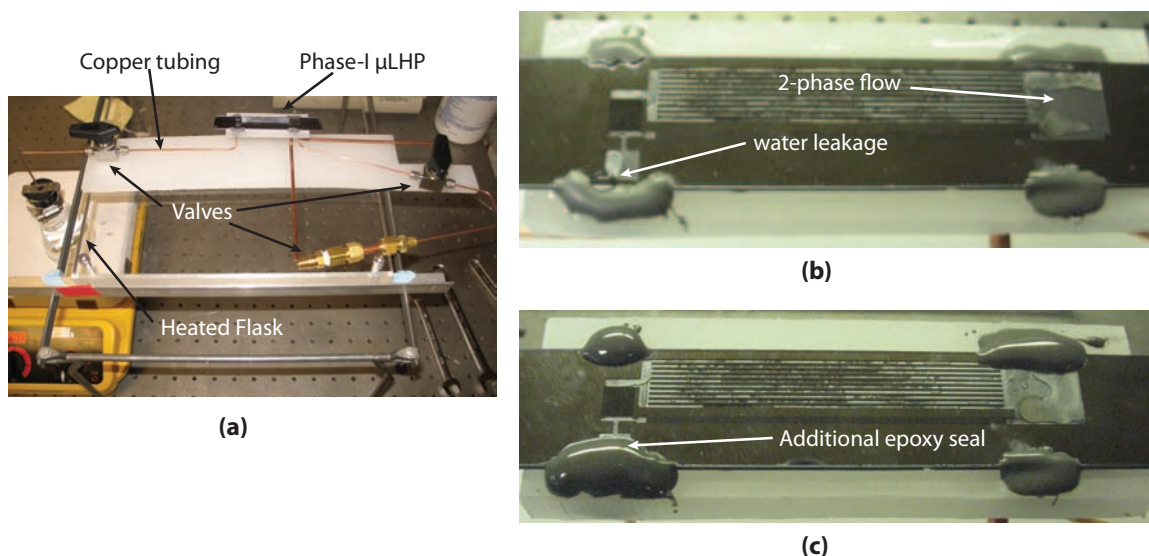 Copper tubing
Phase-I µLHP
Valves
Heated Flask
(a)
2-phase flow
water leakage
(b)
Additional epoxy seal
(c)